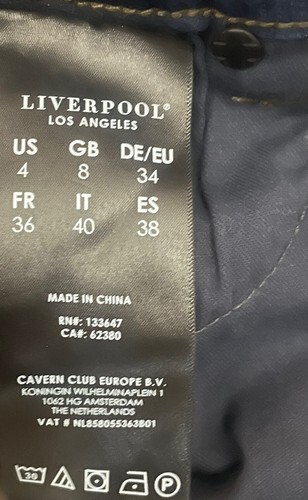 LIVERPOOL®
LOS ANGELES
US GB DE/EU
4 8 34
FR IT ES
36 40 38
MADE IN CHINA
RN#: 133647
CA#: 62380
CAVERN CLUB EUROPE B.V.
KONINGIN WILHELMINAPLEIN 1
1062 HG AMSTERDAM
THE NETHERLANDS
VAT # NL858055363B01
30 P